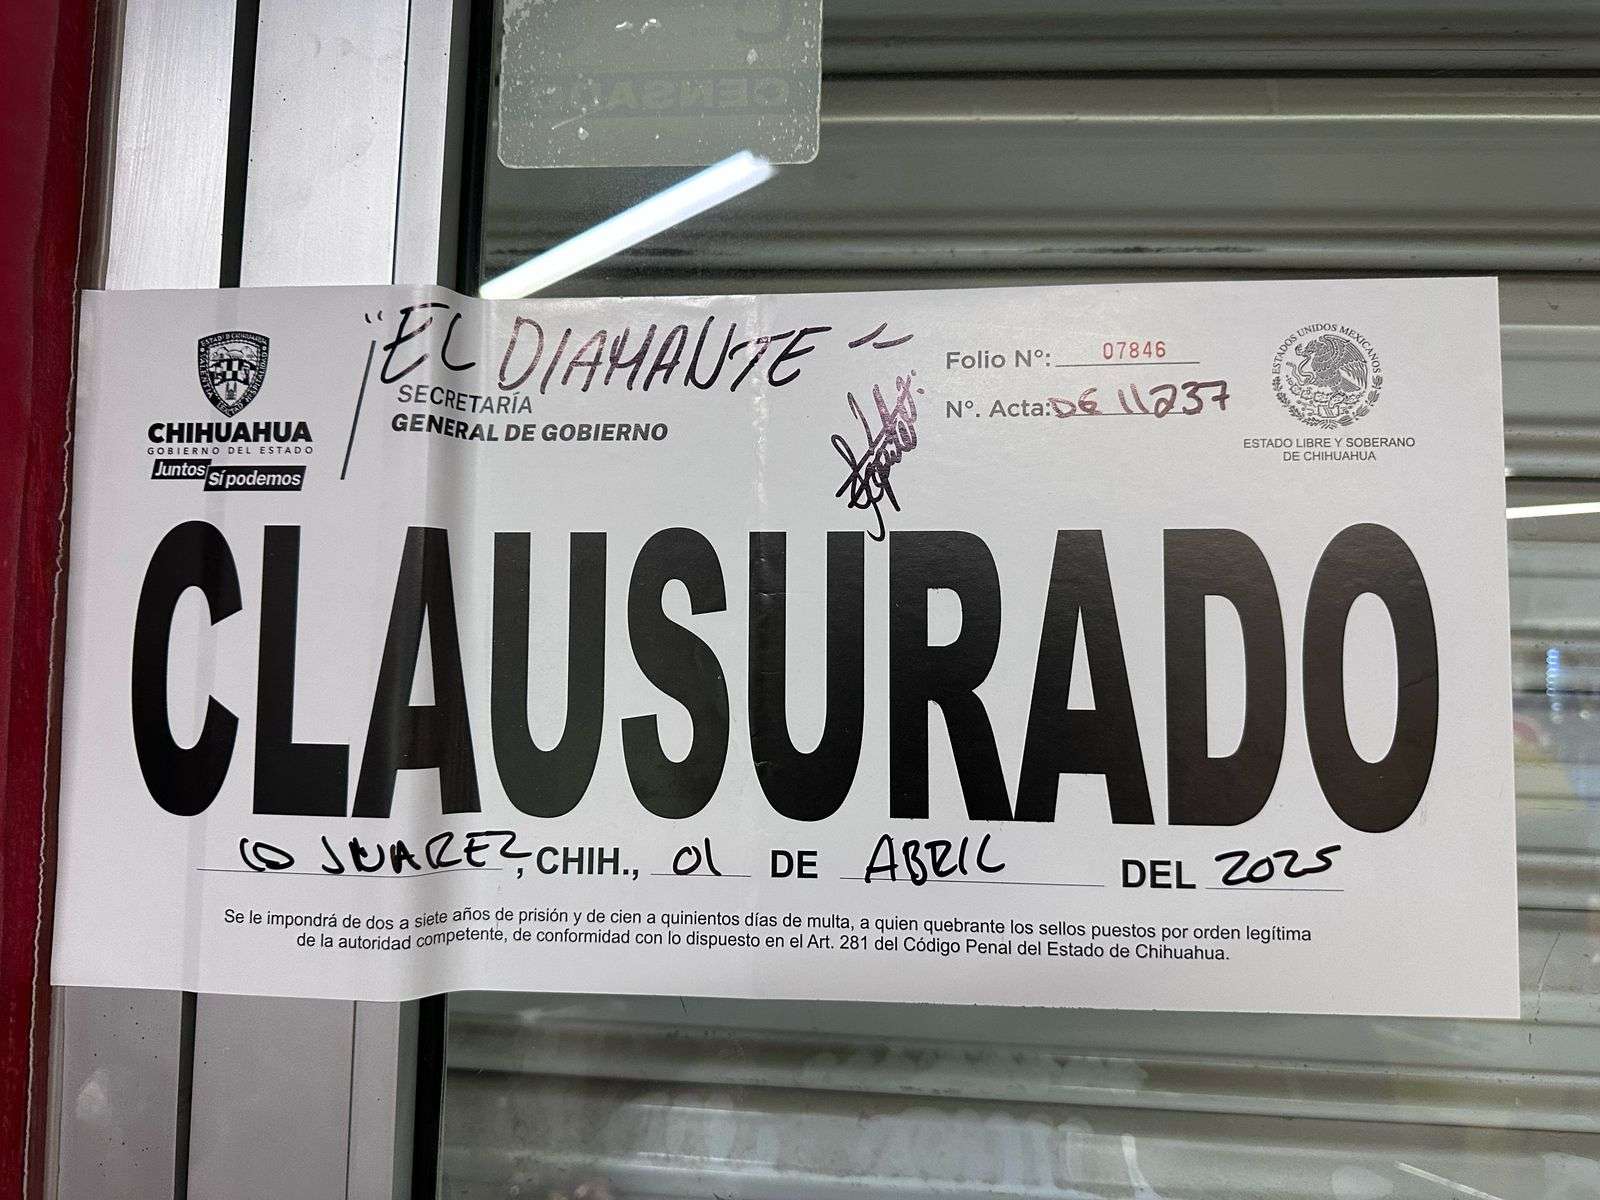 "EL DIAMANTE"
CHIHUAHUA
GOBIERNO DEL ESTADO
Juntos Sí podemos
SECRETARÍA
GENERAL DE GOBIERNO
Folio N°: 07846
N°. Acta: DG 11237
ESTADOS UNIDOS MEXICANOS
ESTADO LIBRE Y SOBERANO
DE CHIHUAHUA
CLAUSURADO
CD JUAREZ, CHIH., 01 DE ABRIL DEL 2025
Se le impondrá de dos a siete años de prisión y de cien a quinientos días de multa, a quien quebrante los sellos puestos por orden legítima
de la autoridad competente, de conformidad con lo dispuesto en el Art. 281 del Código Penal del Estado de Chihuahua.